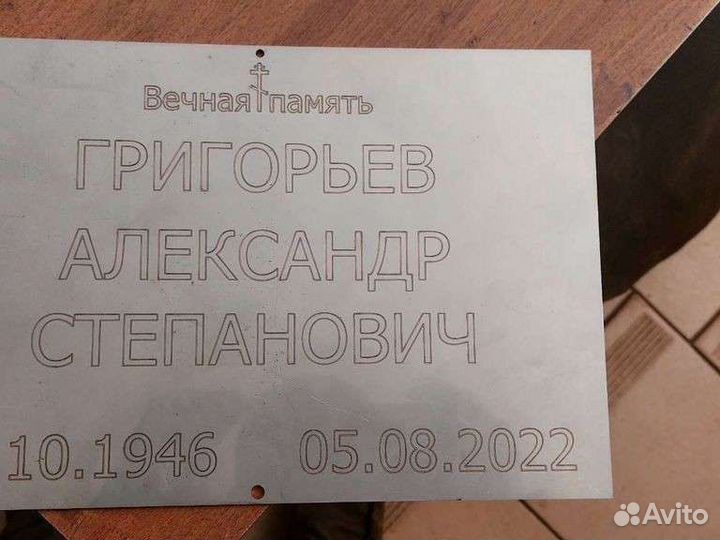 Вечная память
ГРИГОРЬЕВ
АЛЕКСАНДР
СТЕПАНОВИЧ
10.1946 05.08.2022
Avito